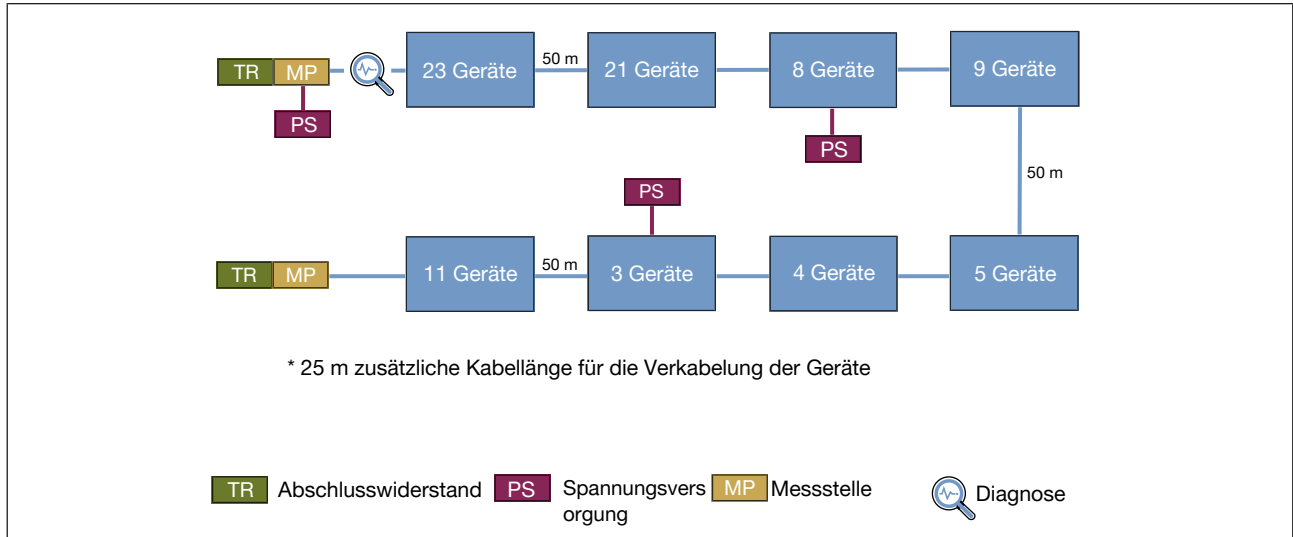 TR MP
23 Geräte
50 m
21 Geräte
8 Geräte
9 Geräte
PS
PS
50 m
PS
TR MP
11 Geräte
50 m
3 Geräte
4 Geräte
5 Geräte
* 25 m zusätzliche Kabellänge für die Verkabelung der Geräte
TR Abschlusswiderstand
PS Spannungsvers
orgung
MP Messstelle
Diagnose